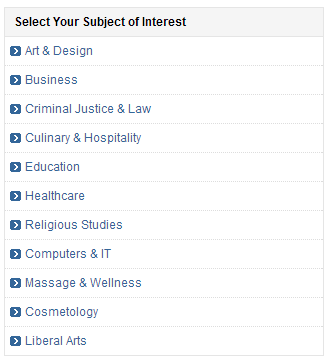 Select Your Subject of Interest
Art & Design
Business
Criminal Justice & Law
Culinary & Hospitality
Education
Healthcare
Religious Studies
Computers & IT
Massage & Wellness
Cosmetology
Liberal Arts